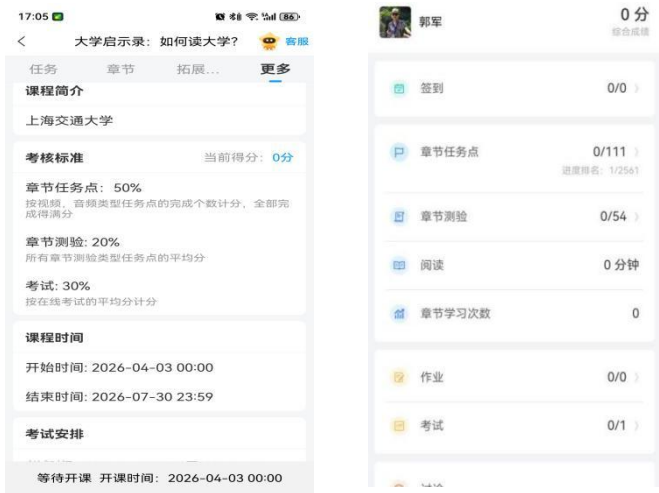 17:05
86
大学启示录：如何读大学？
客服
任务 章节 拓展... 更多
课程简介
上海交通大学
考核标准 当前得分：0分
章节任务点：50%
按视频、音频类型任务点的完成个数计分，全部完
成得满分
章节测验: 20%
所有章节测验类型任务点的平均分
考试: 30%
按在线考试的平均分计分
课程时间
开始时间: 2026-04-03 00:00
结束时间: 2026-07-30 23:59
考试安排
等待开课 开课时间：2026-04-03 00:00
郭军 0 分
综合成绩
签到 0/0
章节任务点 0/111
进度排名：1/2561
章节测验 0/54
阅读 0 分钟
章节学习次数 0
作业 0/0
考试 0/1